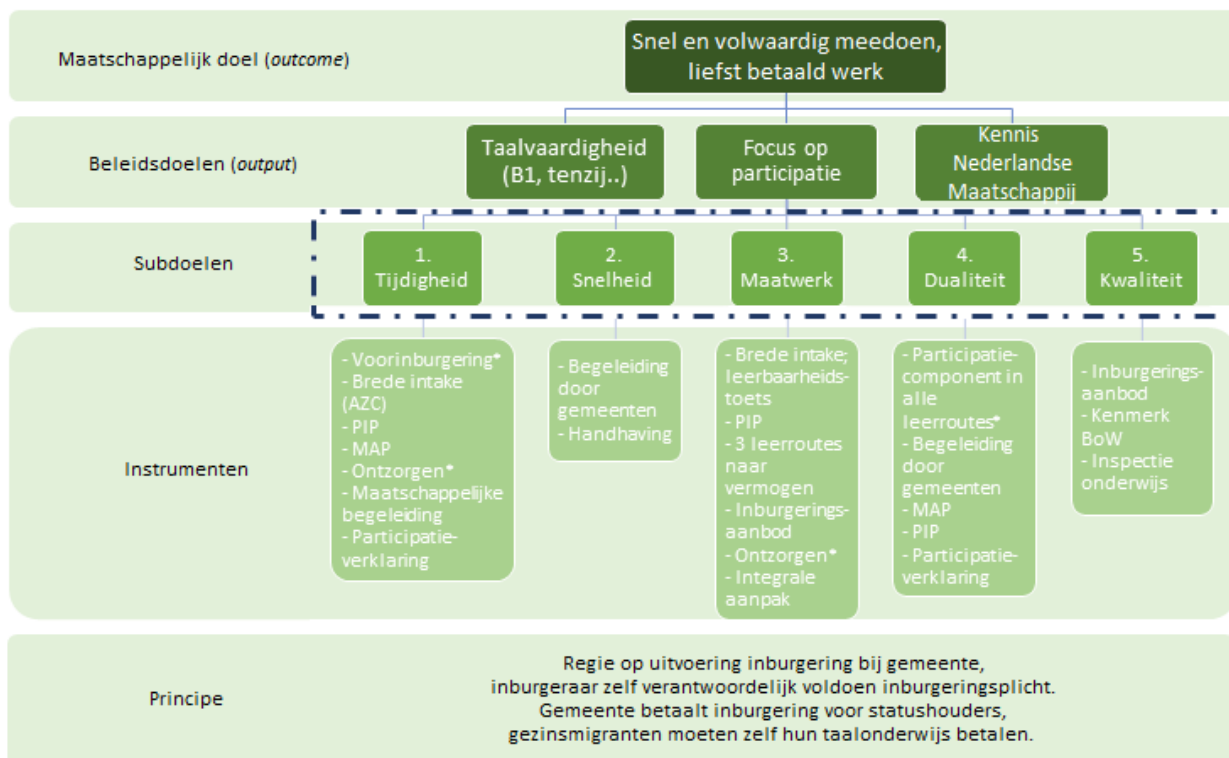 Maatschappelijk doel (outcome)
Snel en volwaardig meedoen,
liefst betaald werk
Beleidsdoelen (output)
Taalvaardigheid
(B1, tenzij..)
Focus op
participatie
Kennis
Nederlandse
Maatschappij
Subdoelen
1.
Tijdigheid
2.
Snelheid
3.
Maatwerk
4.
Dualiteit
5.
Kwaliteit
Instrumenten
- Voorinburgering*
- Brede intake
(AZC)
- PIP
- MAP
- Ontzorgen*
- Maatschappelijke
begeleiding
- Participatie-
verklaring
- Begeleiding
door
gemeenten
- Handhaving
- Brede intake;
leerbaarheids-
toets
- PIP
- 3 leerroutes
naar
vermogen
- Inburgerings-
aanbod
- Ontzorgen*
- Integrale
aanpak
- Participatie-
component in
alle
leerroutes*
- Begeleiding
door
gemeenten
- MAP
- PIP
- Participatie-
verklaring
- Inburgerings-
aanbod
- Kenmerk
BoW
- Inspectie
onderwijs
Principe
Regie op uitvoering inburgering bij gemeente,
inburgeraar zelf verantwoordelijk voldoen inburgeringsplicht.
Gemeente betaalt inburgering voor statushouders,
gezinsmigranten moeten zelf hun taalonderwijs betalen.